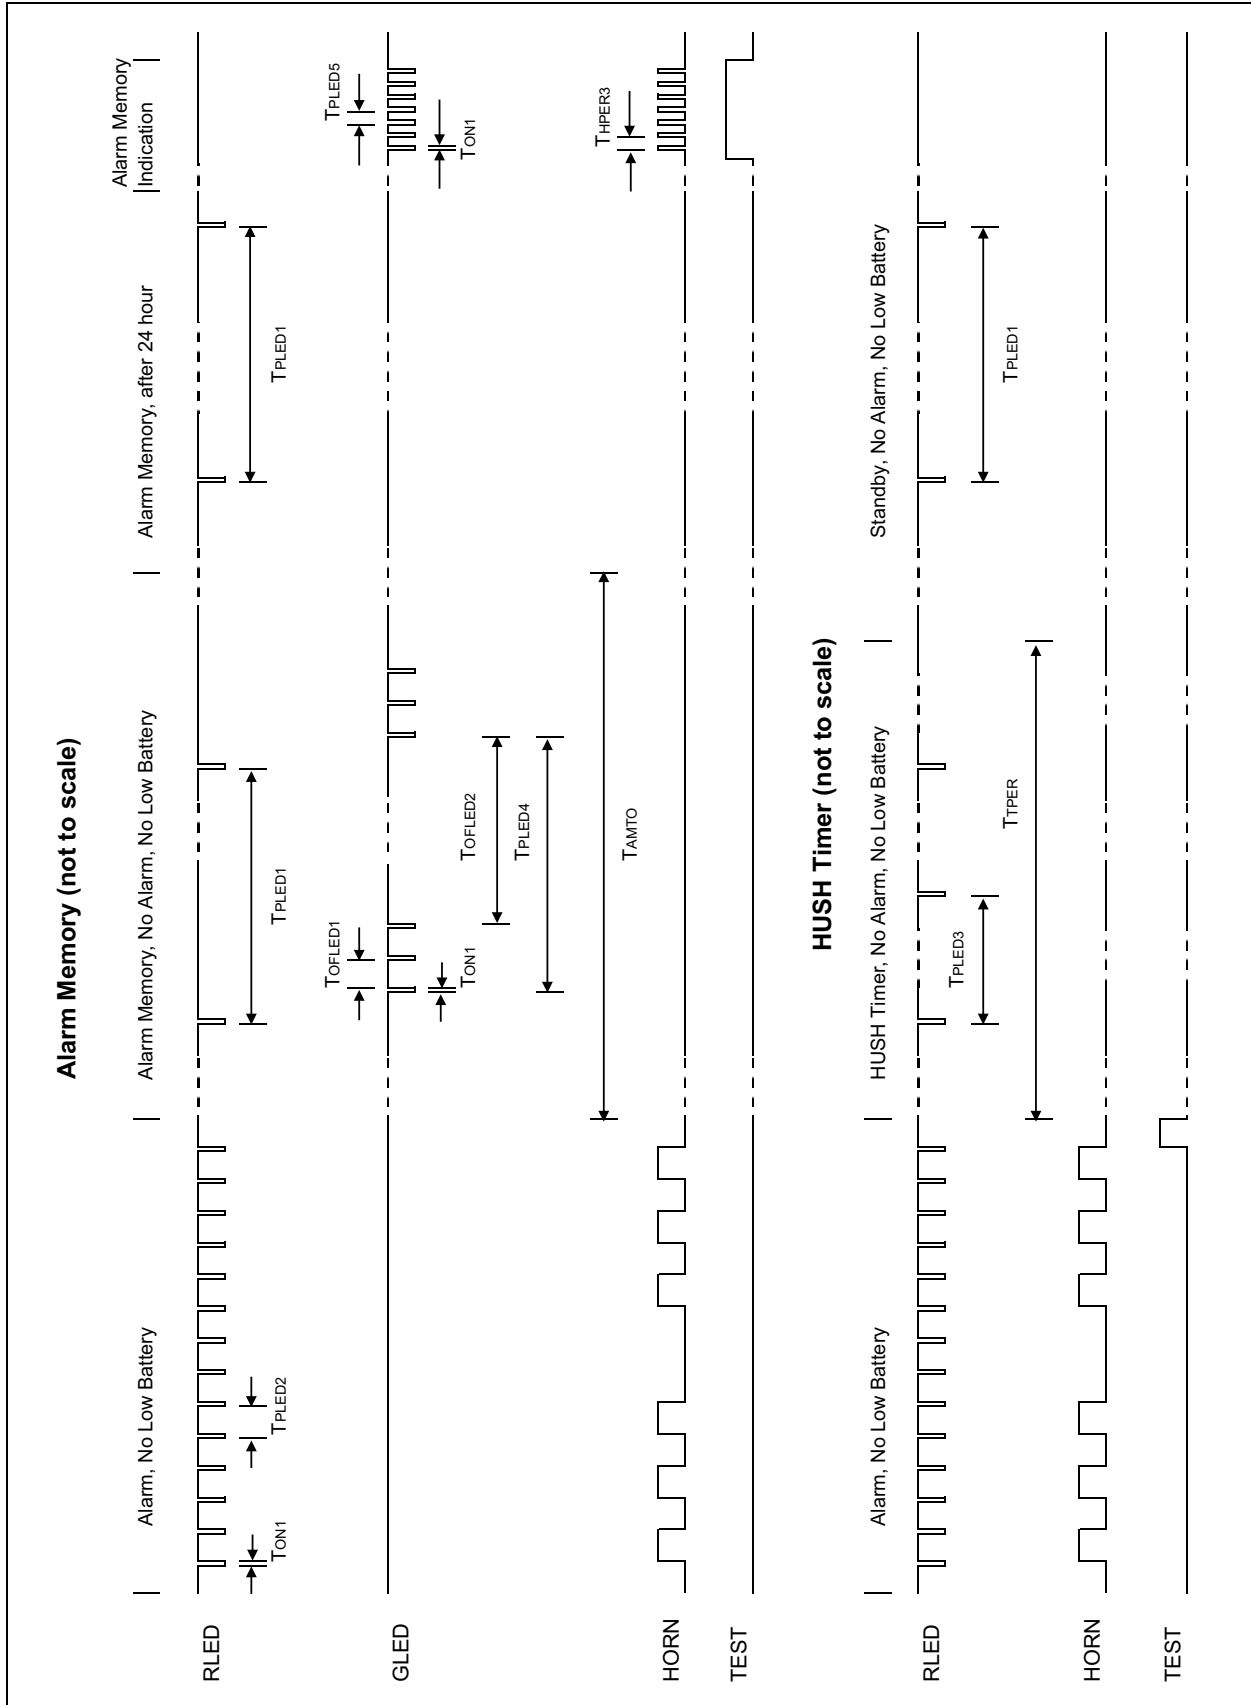 Alarm Memory (not to scale)
Alarm, No Low Battery
Alarm Memory, No Alarm, No Low Battery
Alarm Memory, after 24 hour
Alarm Memory
Indication
RLED
TON1
TPLED2
TPLED1
TPLED1
GLED
TOFLED1
TON1
TOFLED2
TPLED4
TPLED5
TON1
TAMTO
THPER3
HORN
TEST
HUSH Timer (not to scale)
Alarm, No Low Battery
HUSH Timer, No Alarm, No Low Battery
Standby, No Alarm, No Low Battery
RLED
TPLED3
TPLED1
TTPER
HORN
TEST